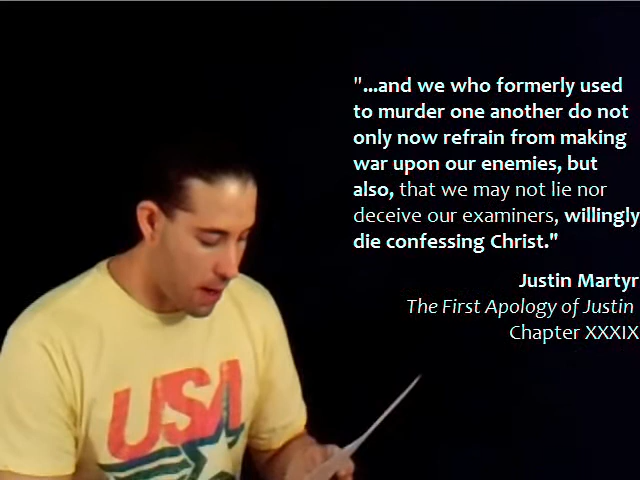 "...and we who formerly used
to murder one another do not
only now refrain from making
war upon our enemies, but
also, that we may not lie nor
deceive our examiners, willingly
die confessing Christ."
Justin Martyr
The First Apology of Justin
Chapter XXXIX
USA